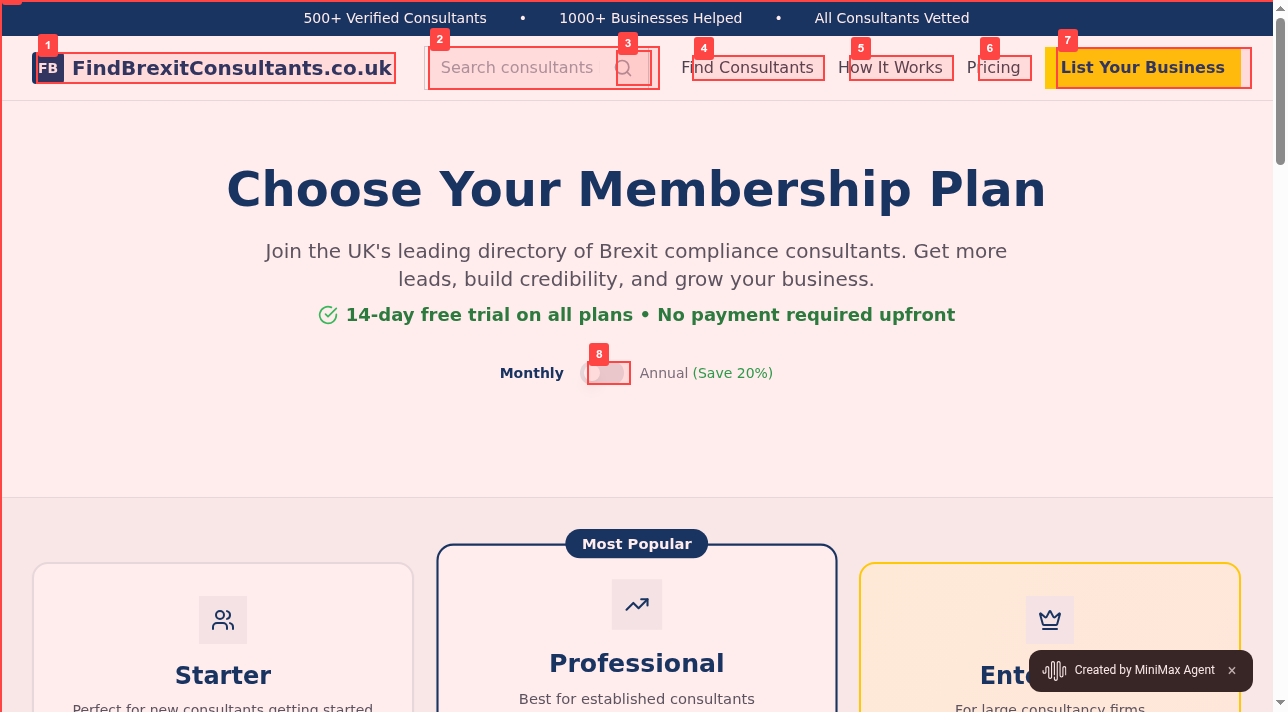 500+ Verified Consultants • 1000+ Businesses Helped • All Consultants Vetted
1 2 3 4 5 6 7
FB FindBrexitConsultants.co.uk Search consultants Find Consultants How It Works Pricing List Your Business
Choose Your Membership Plan
Join the UK's leading directory of Brexit compliance consultants. Get more
leads, build credibility, and grow your business.
14-day free trial on all plans • No payment required upfront
8
Monthly Annual (Save 20%)
Most Popular
Starter
Perfect for new consultants getting started
Professional
Best for established consultants
For large consultancy firms
Created by MiniMax Agent ×